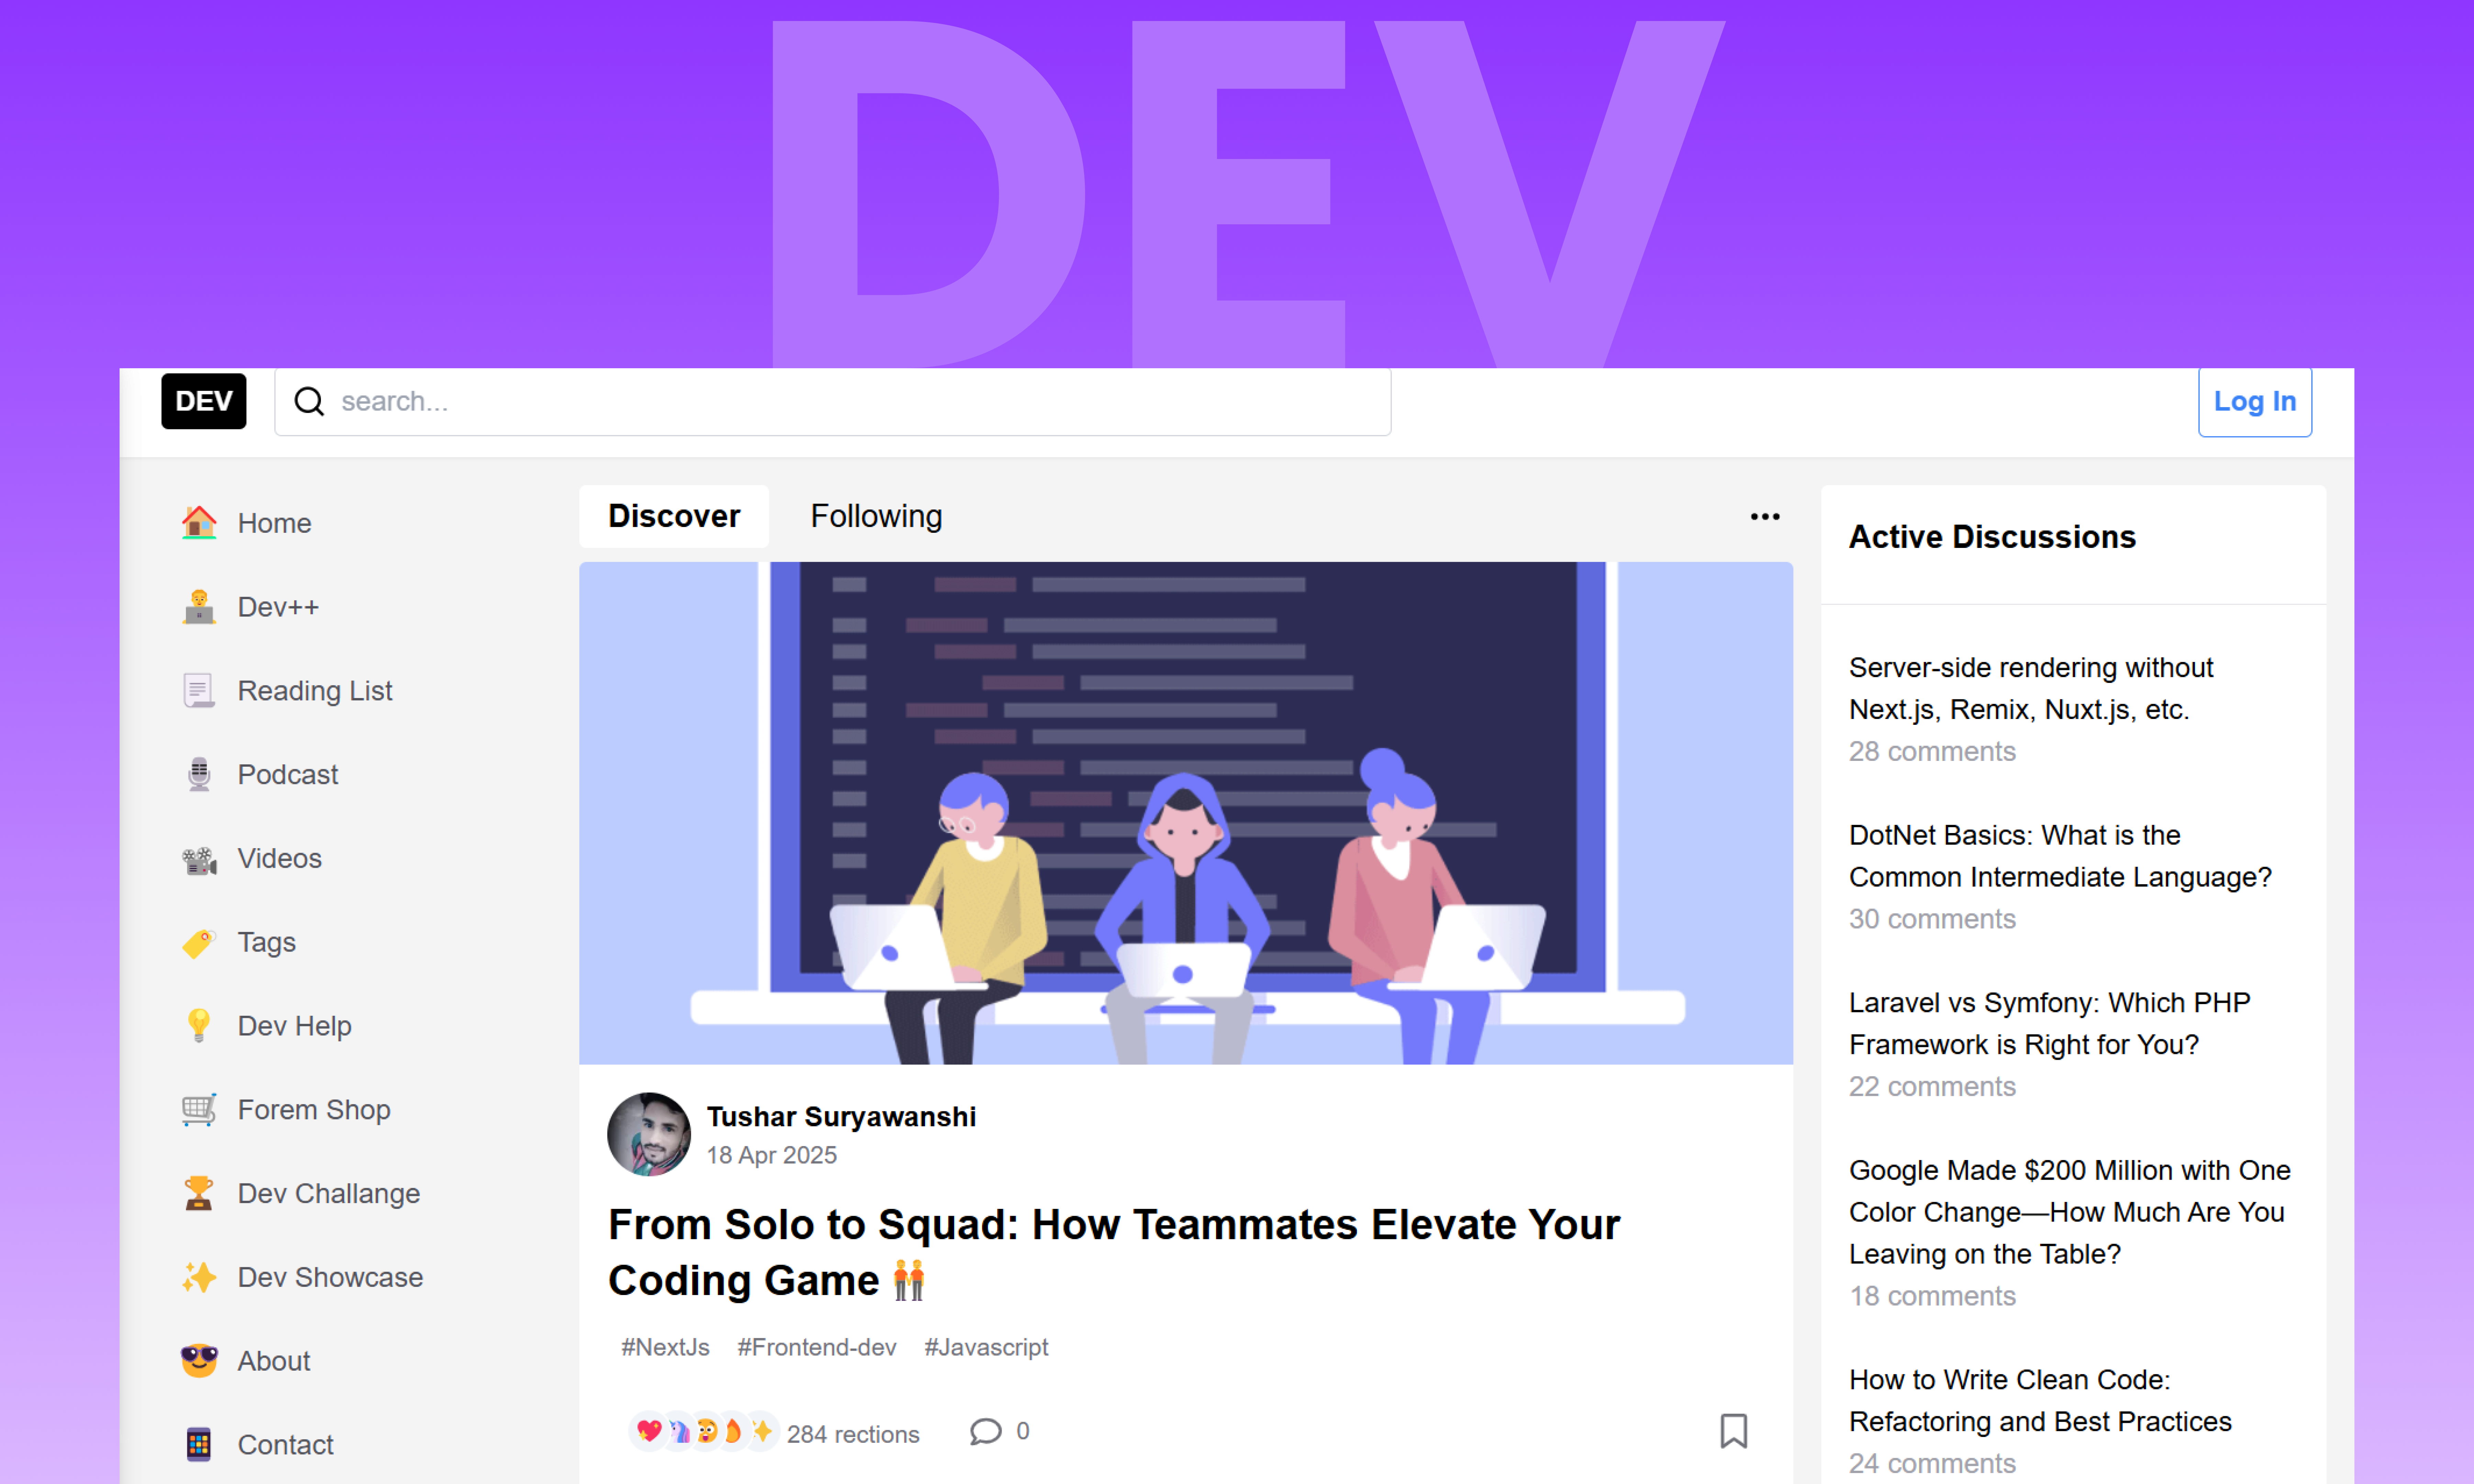 DEV
DEV
search...
Log In
Home
Dev++
Reading List
Podcast
Videos
Tags
Dev Help
Forem Shop
Dev Challange
Dev Showcase
About
Contact
Discover
Following
Tushar Suryawanshi
18 Apr 2025
From Solo to Squad: How Teammates Elevate Your
Coding Game
#NextJs #Frontend-dev #Javascript
284 rections
0
Active Discussions
Server-side rendering without
Next.js, Remix, Nuxt.js, etc.
28 comments
DotNet Basics: What is the
Common Intermediate Language?
30 comments
Laravel vs Symfony: Which PHP
Framework is Right for You?
22 comments
Google Made $200 Million with One
Color Change—How Much Are You
Leaving on the Table?
18 comments
How to Write Clean Code:
Refactoring and Best Practices
24 comments